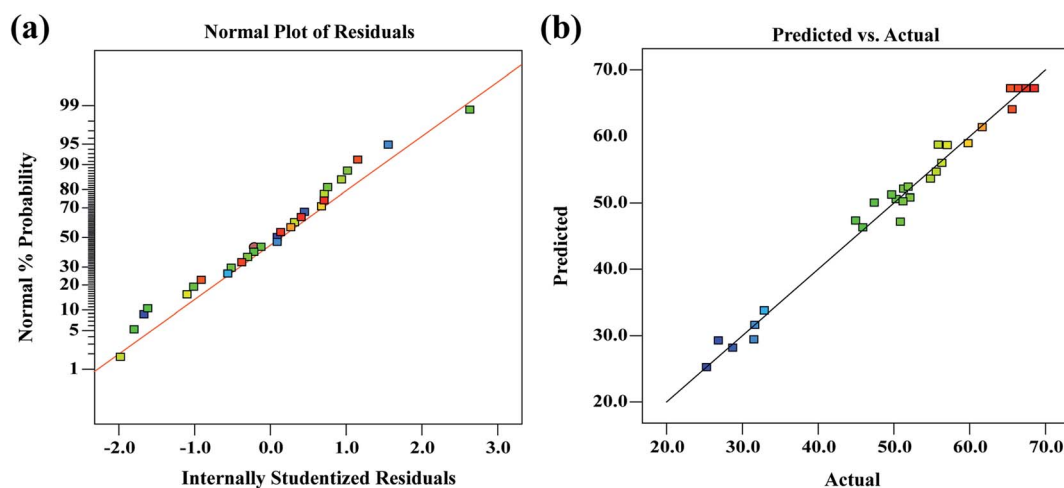 (a)
Normal Plot of Residuals
Normal % Probability
99
95
90
80
70
50
30
20
10
5
1
-2.0 -1.0 0.0 1.0 2.0 3.0
Internally Studentized Residuals
(b)
Predicted vs. Actual
Predicted
70.0
60.0
50.0
40.0
30.0
20.0
20.0 30.0 40.0 50.0 60.0 70.0
Actual